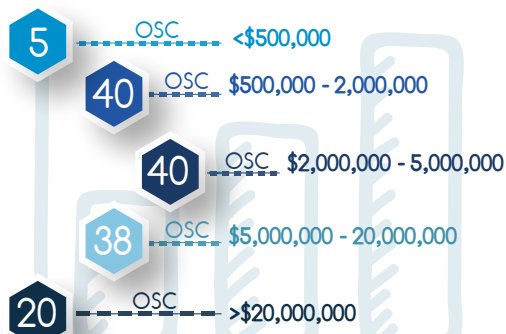 5 OSC <$500,000
40 OSC $500,000 - 2,000,000
40 OSC $2,000,000 - 5,000,000
38 OSC $5,000,000 - 20,000,000
20 OSC >$20,000,000